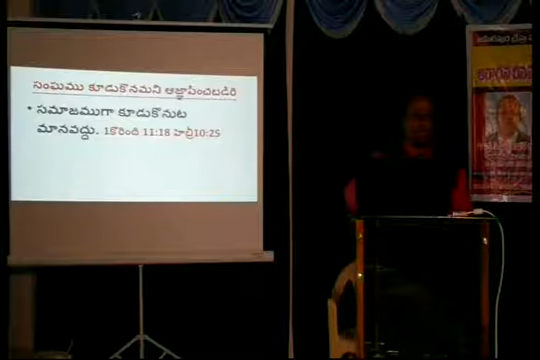 సంఘము కూడుకొనమని ఆజ్ఞాపించబడిరి
• సమాజముగా కూడుకొనుట
మానవద్దు. 1కొరింది 11:18 హెబ్రీ10:25